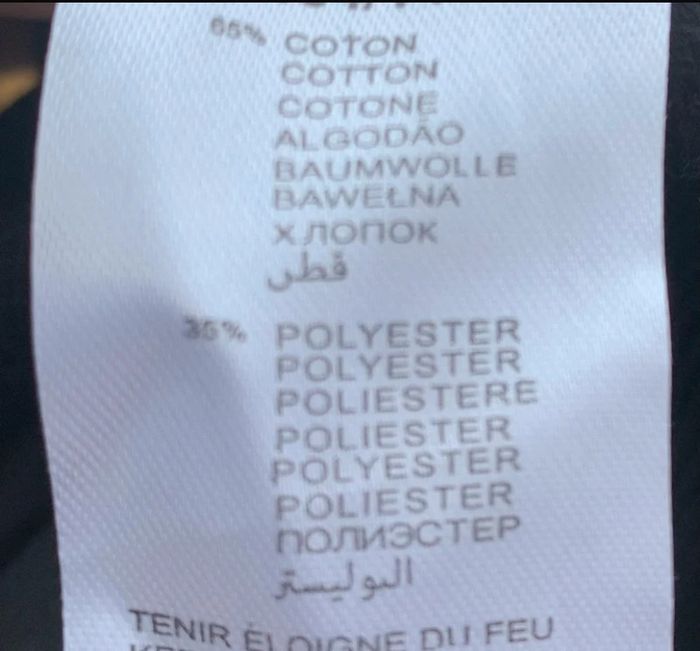 65% COTON
COTTON
COTONE
ALGODÃO
BAUMWOLLE
BAWEŁNA
ХЛОПОК
قطن
35% POLYESTER
POLYESTER
POLIESTERE
POLIESTER
POLYESTER
POLIESTER
ПОЛИЭСТЕР
البوليستر
TENIR ÉLOIGNE DU FEU